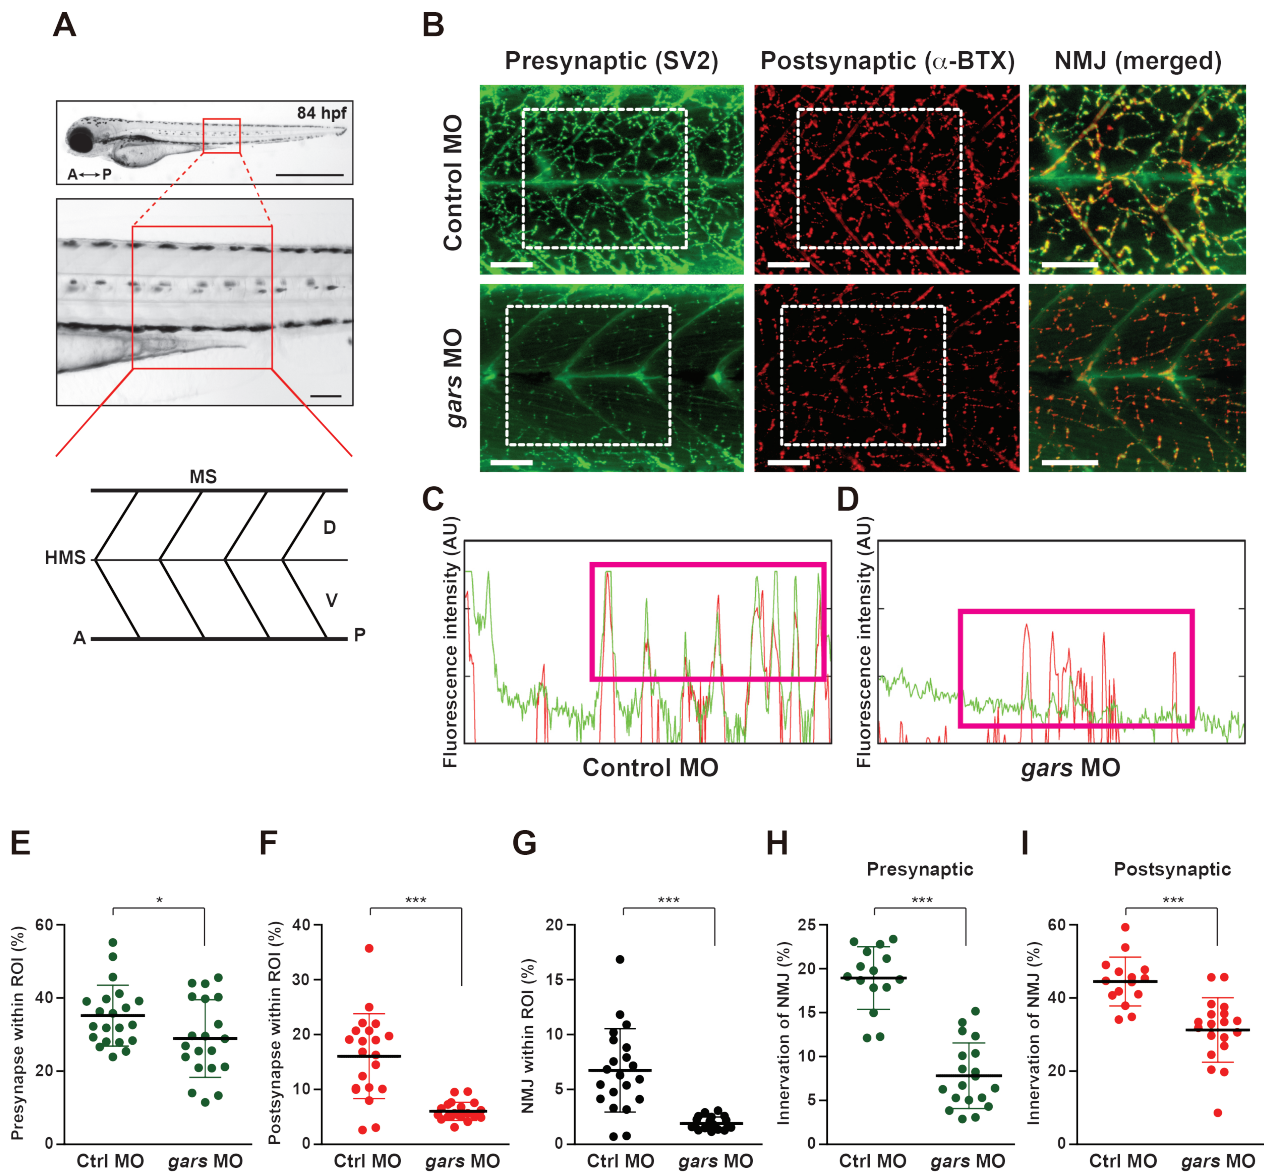 A
84 hpf
A↔P
MS
D
HMS
V
A
P
B
Presynaptic (SV2)
Postsynaptic (α-BTX)
NMJ (merged)
Control MO
gars MO
C
Fluorescence intensity (AU)
Control MO
D
Fluorescence intensity (AU)
gars MO
E
Presynapse within ROI (%)
60
40
20
0
*
Ctrl MO
gars MO
F
Postsynapse within ROI (%)
40
30
20
10
0
***
Ctrl MO
gars MO
G
NMJ within ROI (%)
20
15
10
5
0
***
Ctrl MO
gars MO
H
Presynaptic
Innervation of NMJ (%)
25
20
15
10
5
0
***
Ctrl MO
gars MO
I
Postsynaptic
Innervation of NMJ (%)
60
40
20
0
***
Ctrl MO
gars MO